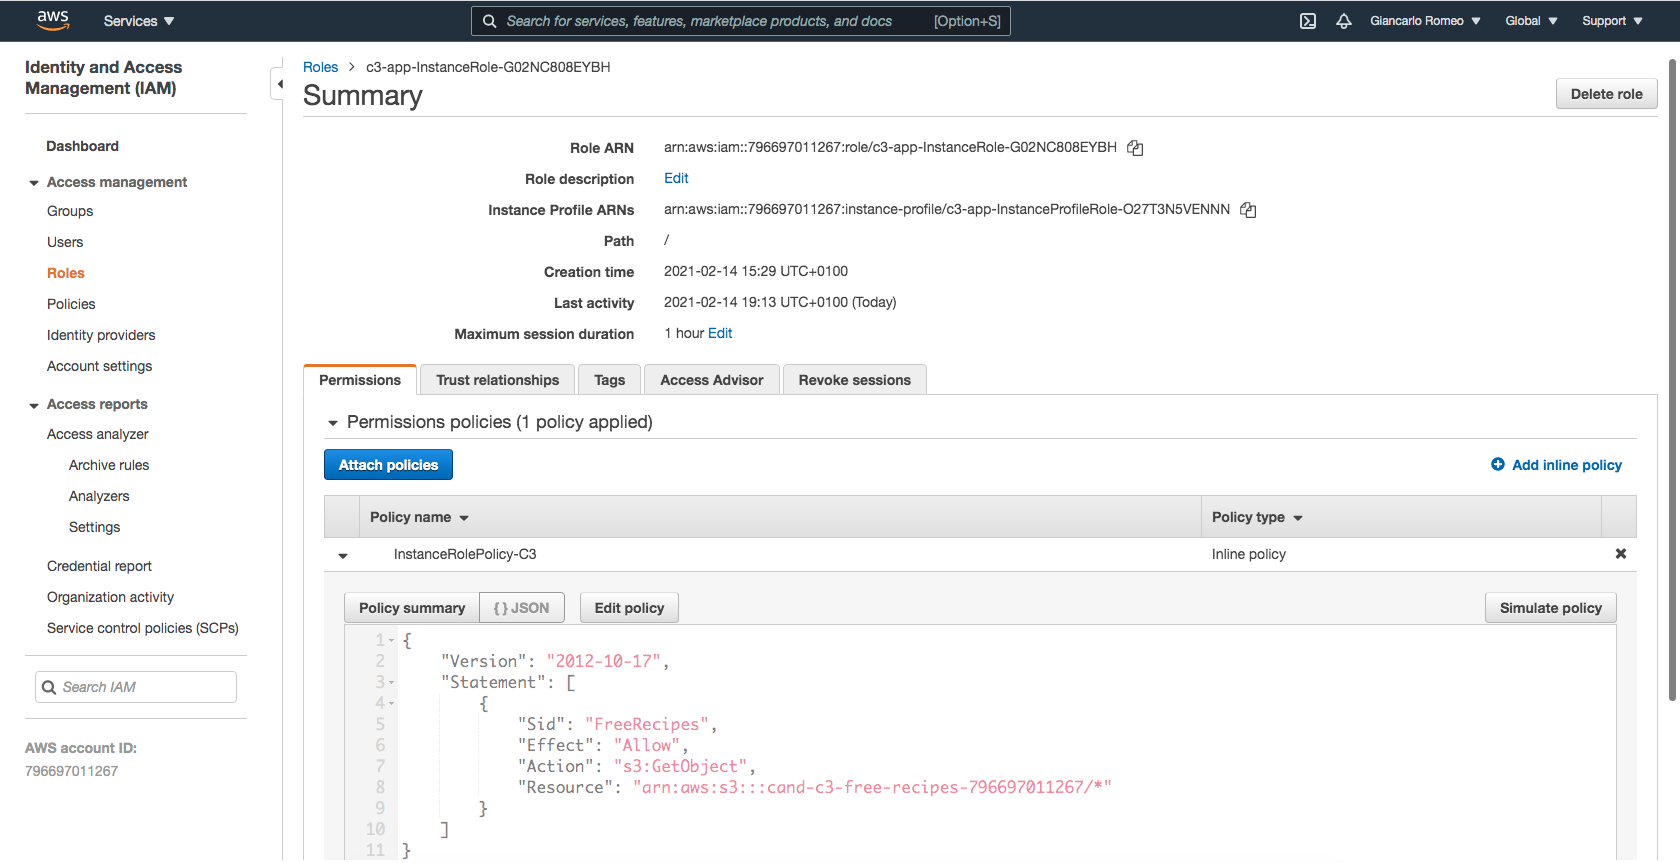 aws Services Search for services, features, marketplace products, and docs [Option+S] Giancarlo Romeo Global Support
Identity and Access
Management (IAM)
Dashboard
Access management
Groups
Users
Roles
Policies
Identity providers
Account settings
Access reports
Access analyzer
Archive rules
Analyzers
Settings
Credential report
Organization activity
Service control policies (SCPs)
Search IAM
AWS account ID:
796697011267
Roles > c3-app-InstanceRole-G02NC808EYBH
Summary
Delete role
Role ARN arn:aws:iam::796697011267:role/c3-app-InstanceRole-G02NC808EYBH
Role description Edit
Instance Profile ARNs arn:aws:iam::796697011267:instance-profile/c3-app-InstanceProfileRole-O27T3N5VENNN
Path /
Creation time 2021-02-14 15:29 UTC+0100
Last activity 2021-02-14 19:13 UTC+0100 (Today)
Maximum session duration 1 hour Edit
Permissions Trust relationships Tags Access Advisor Revoke sessions
Permissions policies (1 policy applied)
Attach policies Add inline policy
Policy name Policy type
InstanceRolePolicy-C3 Inline policy
Policy summary { } JSON Edit policy Simulate policy
1 {
2 "Version": "2012-10-17",
3 "Statement": [
4 {
5 "Sid": "FreeRecipes",
6 "Effect": "Allow",
7 "Action": "s3:GetObject",
8 "Resource": "arn:aws:s3:::cand-c3-free-recipes-796697011267/*"
9 }
10 ]
11 }